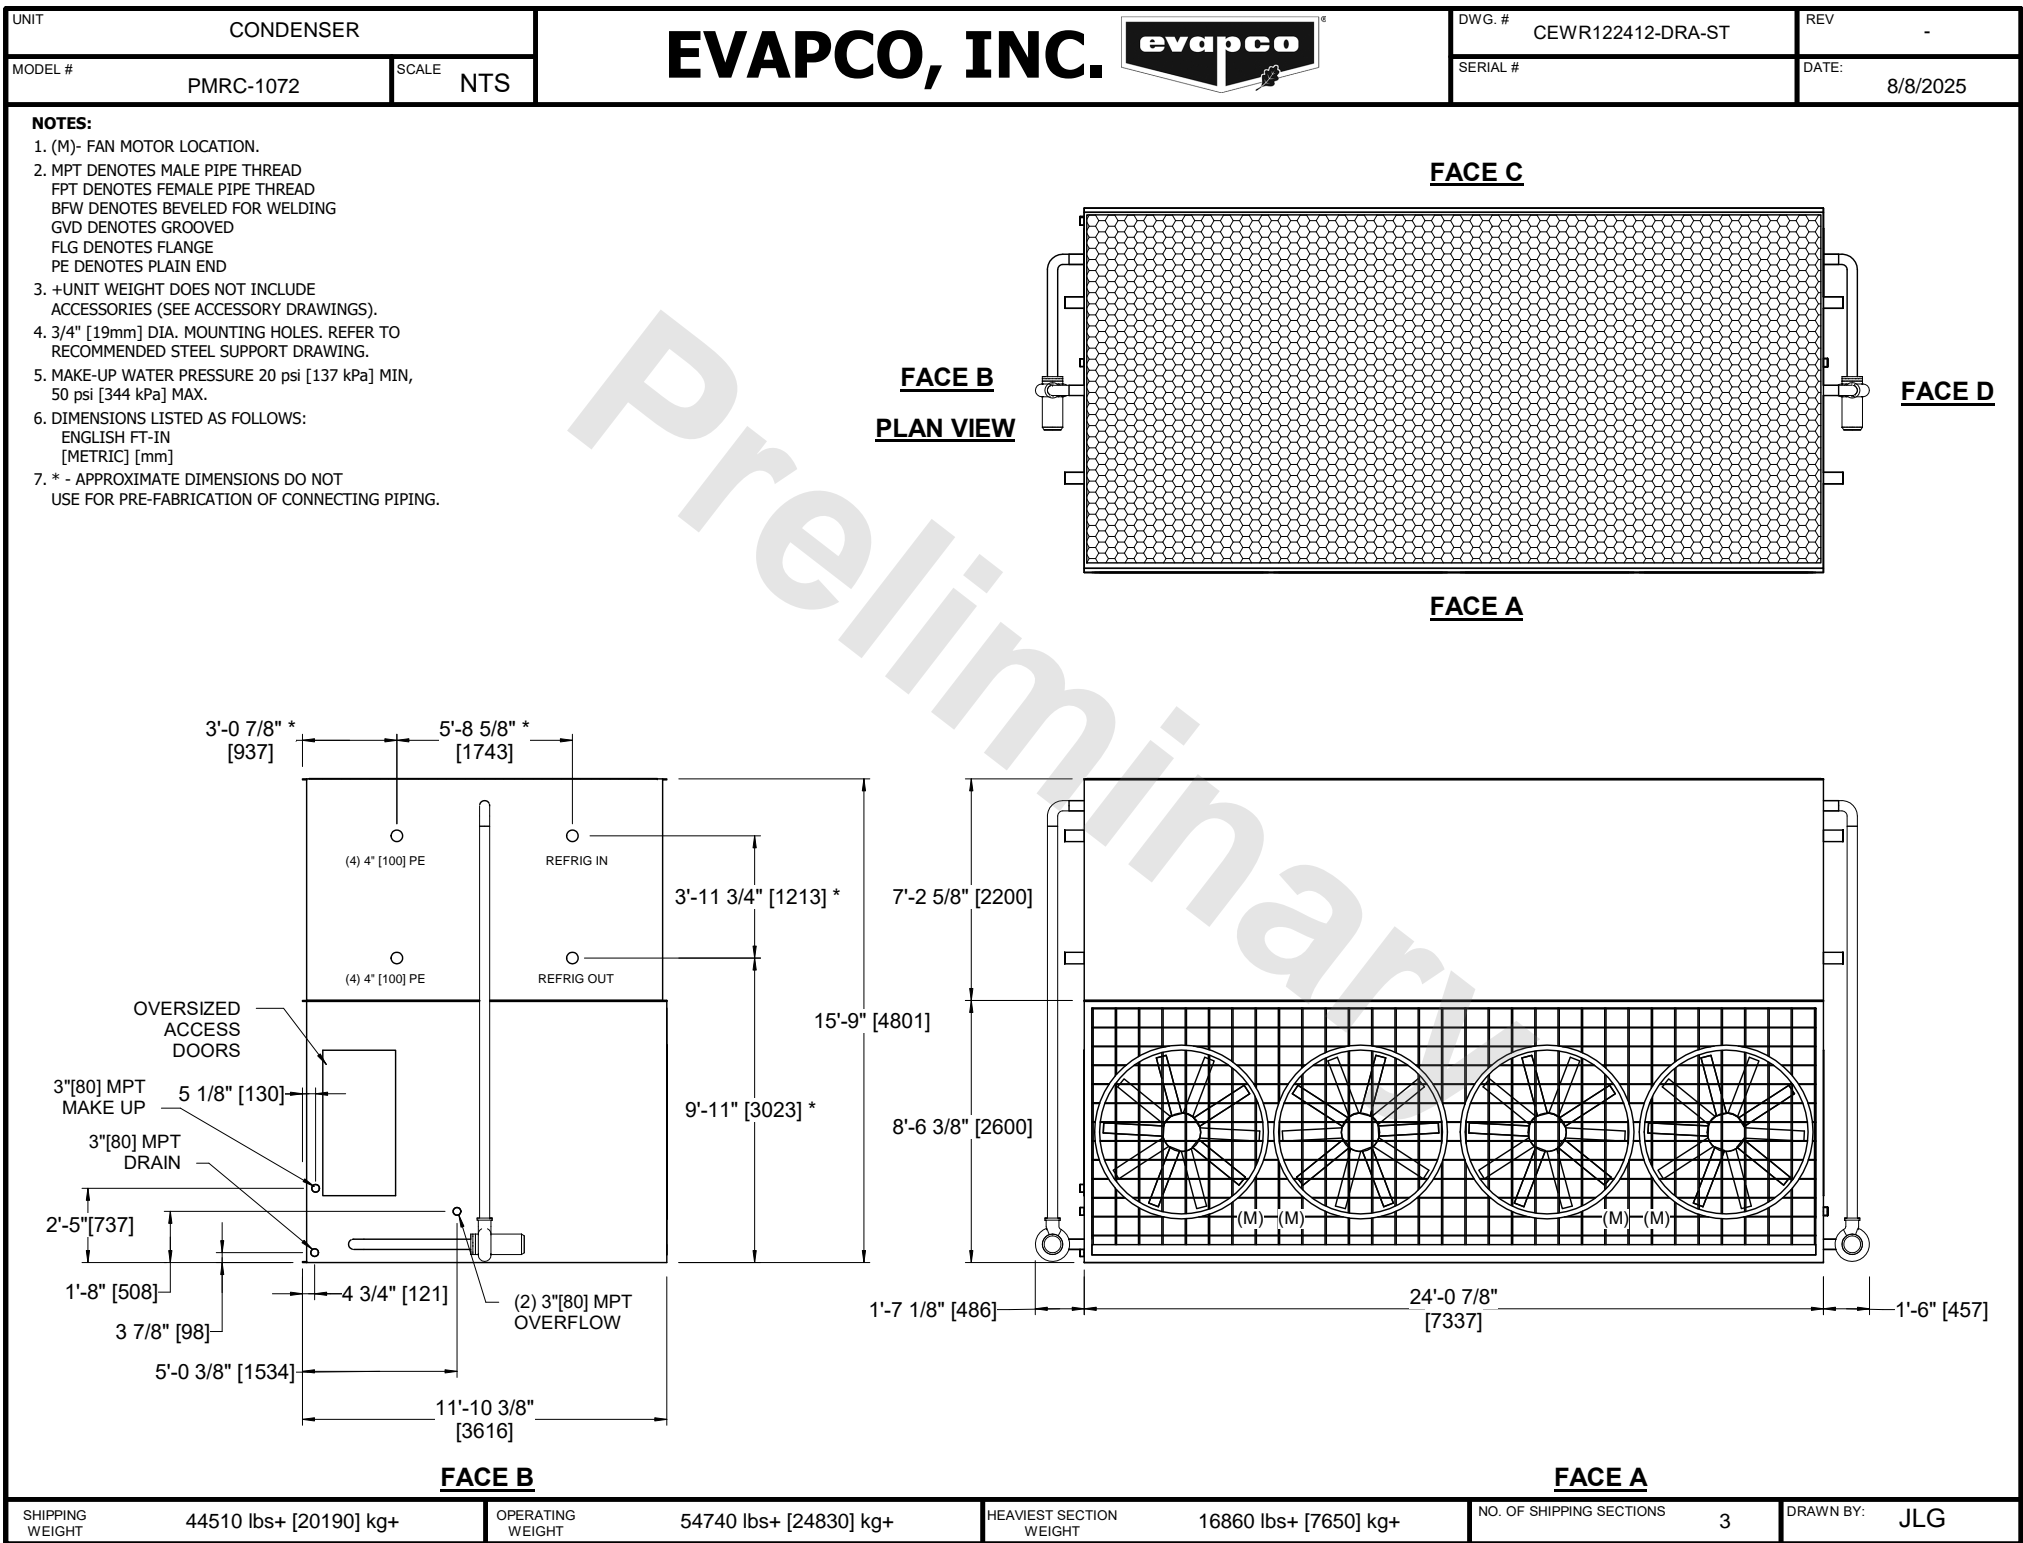 UNIT
CONDENSER
MODEL #
PMRC-1072
SCALE
NTS
EVAPCO, INC.
evapco
®
DWG. #
CEWR122412-DRA-ST
REV
-
SERIAL #
DATE:
8/8/2025
NOTES:
1. (M)- FAN MOTOR LOCATION.
2. MPT DENOTES MALE PIPE THREAD
FPT DENOTES FEMALE PIPE THREAD
BFW DENOTES BEVELED FOR WELDING
GVD DENOTES GROOVED
FLG DENOTES FLANGE
PE DENOTES PLAIN END
3. +UNIT WEIGHT DOES NOT INCLUDE
ACCESSORIES (SEE ACCESSORY DRAWINGS).
4. 3/4" [19mm] DIA. MOUNTING HOLES. REFER TO
RECOMMENDED STEEL SUPPORT DRAWING.
5. MAKE-UP WATER PRESSURE 20 psi [137 kPa] MIN,
50 psi [344 kPa] MAX.
6. DIMENSIONS LISTED AS FOLLOWS:
ENGLISH FT-IN
[METRIC] [mm]
7. * - APPROXIMATE DIMENSIONS DO NOT
USE FOR PRE-FABRICATION OF CONNECTING PIPING.
FACE C
FACE B
PLAN VIEW
FACE D
FACE A
Preliminary
3'-0 7/8" *
[937]
5'-8 5/8" *
[1743]
(4) 4" [100] PE
REFRIG IN
3'-11 3/4" [1213] *
(4) 4" [100] PE
REFRIG OUT
OVERSIZED
ACCESS
DOORS
15'-9" [4801]
3"[80] MPT
MAKE UP
5 1/8" [130]
9'-11" [3023] *
3"[80] MPT
DRAIN
2'-5"[737]
1'-8" [508]
4 3/4" [121]
(2) 3"[80] MPT
OVERFLOW
3 7/8" [98]
5'-0 3/8" [1534]
11'-10 3/8"
[3616]
FACE B
7'-2 5/8" [2200]
8'-6 3/8" [2600]
(M) (M) (M) (M)
1'-7 1/8" [486]
24'-0 7/8"
[7337]
1'-6" [457]
FACE A
SHIPPING
WEIGHT
44510 lbs+ [20190] kg+
OPERATING
WEIGHT
54740 lbs+ [24830] kg+
HEAVIEST SECTION
WEIGHT
16860 lbs+ [7650] kg+
NO. OF SHIPPING SECTIONS
3
DRAWN BY:
JLG